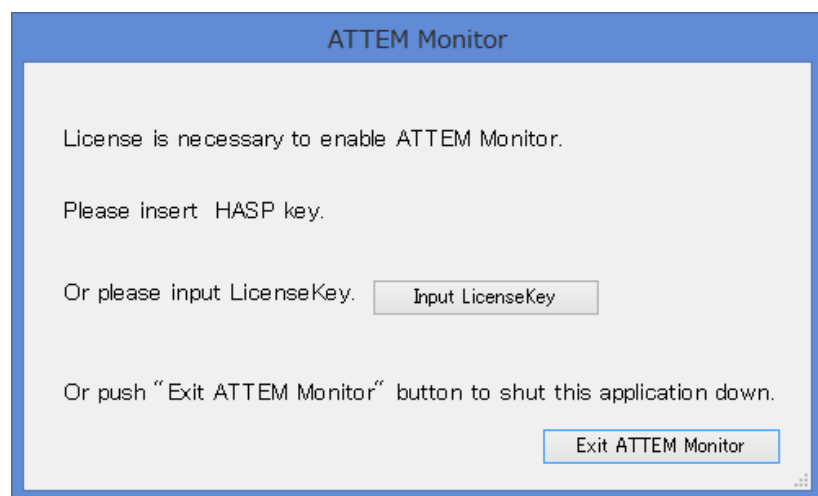 ATTEM Monitor
License is necessary to enable ATTEM Monitor.
Please insert HASP key.
Or please input LicenseKey. Input LicenseKey
Or push “Exit ATTEM Monitor” button to shut this application down.
Exit ATTEM Monitor